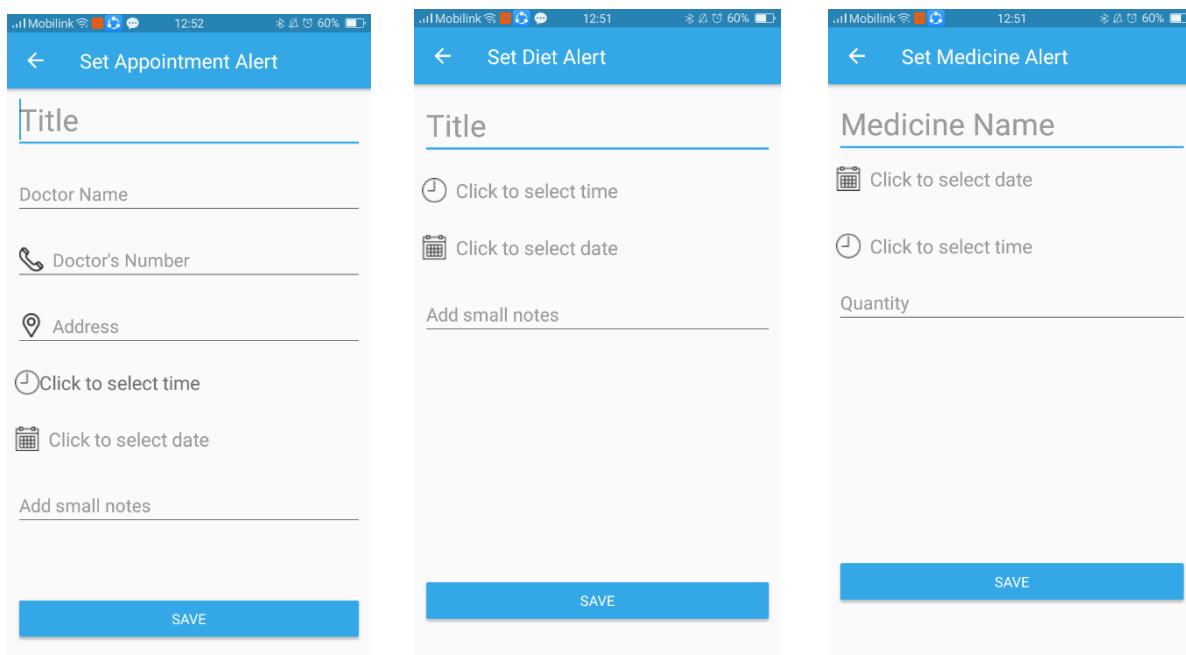 Mobilink 12:52 60%
Set Appointment Alert
Title
Doctor Name
Doctor's Number
Address
Click to select time
Click to select date
Add small notes
SAVE
Mobilink 12:51 60%
Set Diet Alert
Title
Click to select time
Click to select date
Add small notes
SAVE
Mobilink 12:51 60%
Set Medicine Alert
Medicine Name
Click to select date
Click to select time
Quantity
SAVE